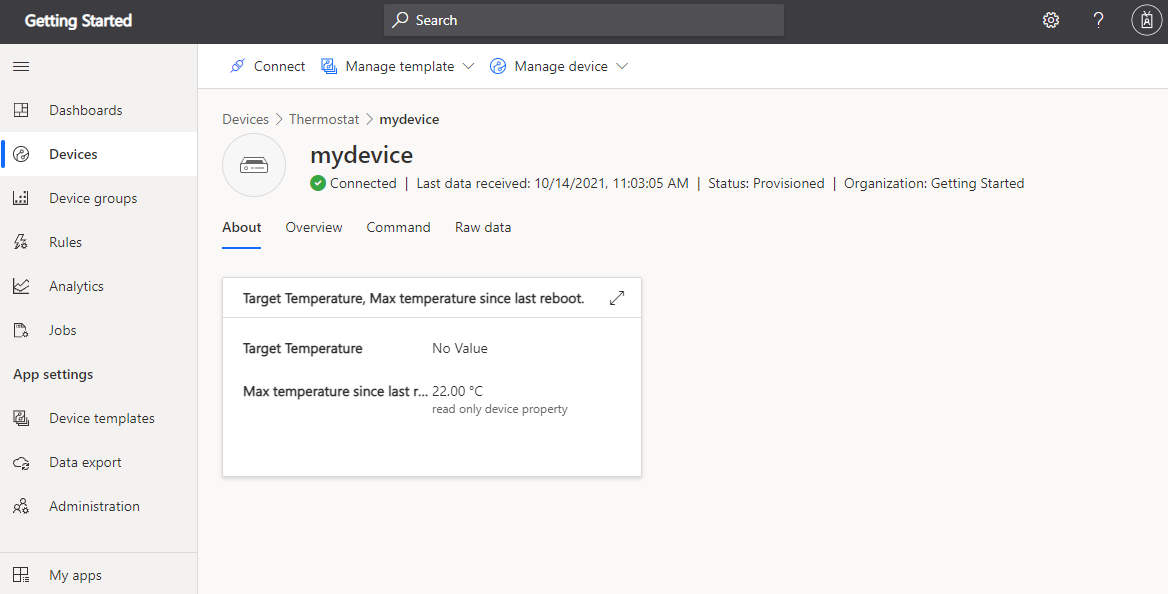 Getting Started
Search
Connect
Manage template
Manage device
Dashboards
Devices
Device groups
Rules
Analytics
Jobs
App settings
Device templates
Data export
Administration
My apps
Devices > Thermostat > mydevice
mydevice
Connected | Last data received: 10/14/2021, 11:03:05 AM | Status: Provisioned | Organization: Getting Started
About
Overview
Command
Raw data
Target Temperature, Max temperature since last reboot.
Target Temperature No Value
Max temperature since last r... 22.00 °C
read only device property